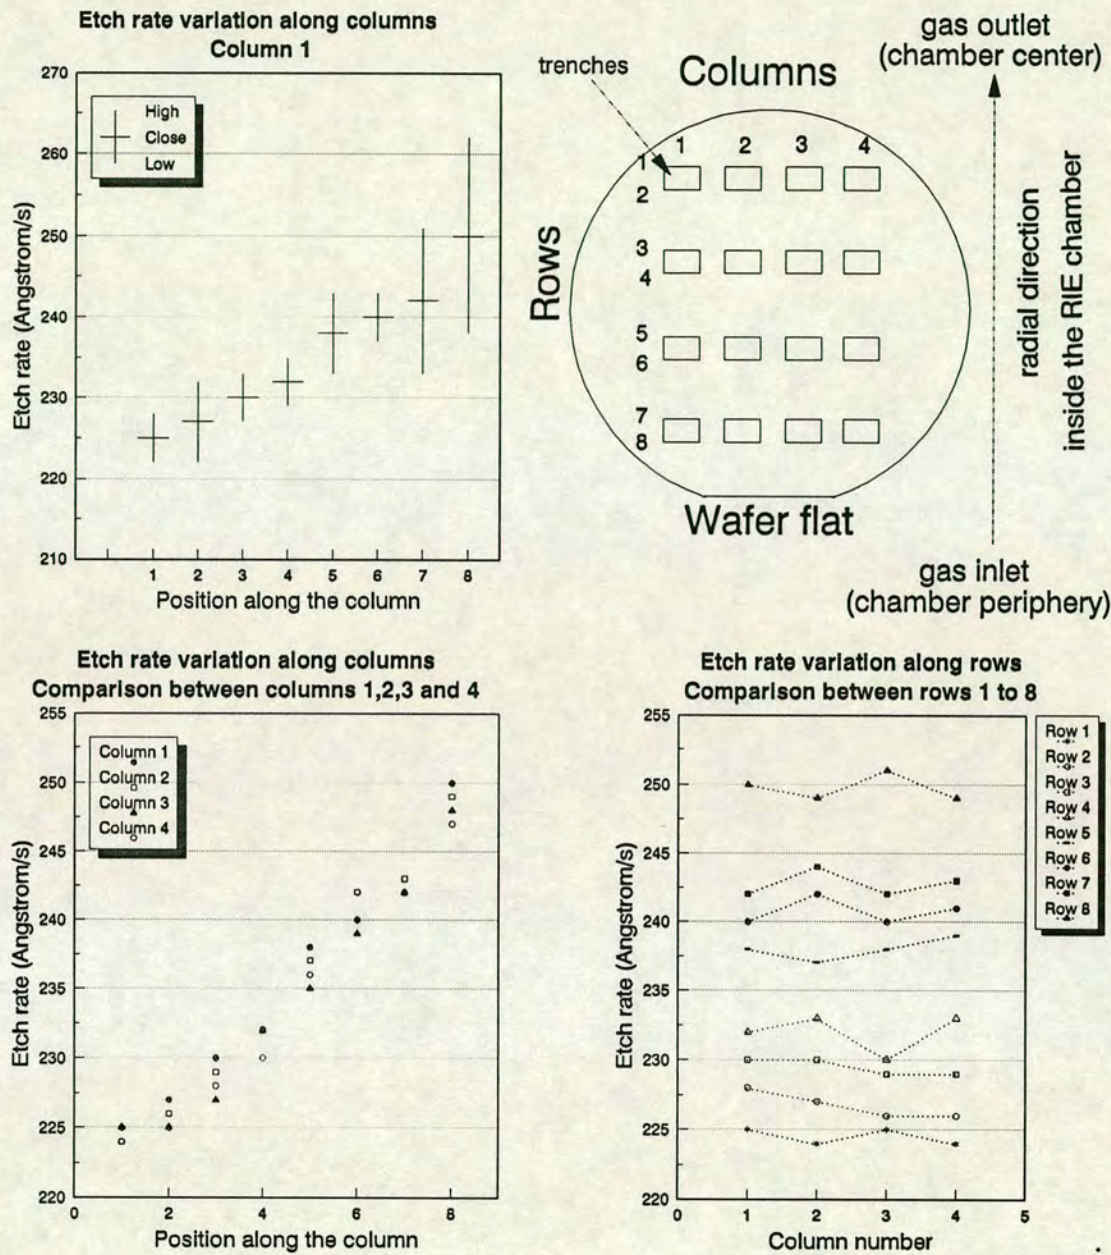 Etch rate variation along columns
Column 1
270
260
250
240
230
220
210
Etch rate (Angstrom/s)
High
Close
Low
1 2 3 4 5 6 7 8
Position along the column
trenches
Columns
1 2 3 4
Rows
1
2
3
4
5
6
7
8
Wafer flat
gas outlet
(chamber center)
radial direction
inside the RIE chamber
gas inlet
(chamber periphery)
Etch rate variation along columns
Comparison between columns 1,2,3 and 4
255
250
245
240
235
230
225
220
Etch rate (Angstrom/s)
Column 1
Column 2
Column 3
Column 4
0 2 4 6 8
Position along the column
Etch rate variation along rows
Comparison between rows 1 to 8
255
250
245
240
235
230
225
220
Etch rate (Angstrom/s)
Row 1
Row 2
Row 3
Row 4
Row 5
Row 6
Row 7
Row 8
0 1 2 3 4 5
Column number